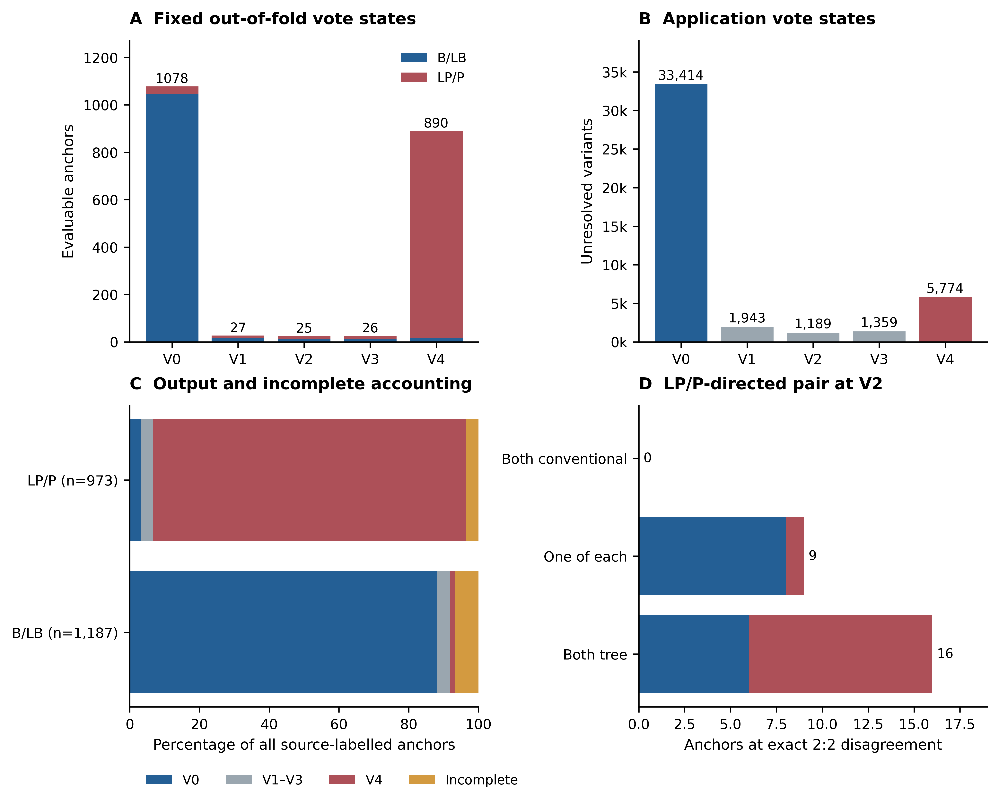 A Fixed out-of-fold vote states
Evaluable anchors
1200
1000
800
600
400
200
0
B/LB
LP/P
1078
27
25
26
890
V0 V1 V2 V3 V4
B Application vote states
Unresolved variants
35k
30k
25k
20k
15k
10k
5k
0k
33,414
1,943
1,189
1,359
5,774
V0 V1 V2 V3 V4
C Output and incomplete accounting
LP/P (n=973)
B/LB (n=1,187)
0 20 40 60 80 100
Percentage of all source-labelled anchors
V0 V1–V3 V4 Incomplete
D LP/P-directed pair at V2
Both conventional
0
One of each
9
Both tree
16
0.0 2.5 5.0 7.5 10.0 12.5 15.0 17.5
Anchors at exact 2:2 disagreement